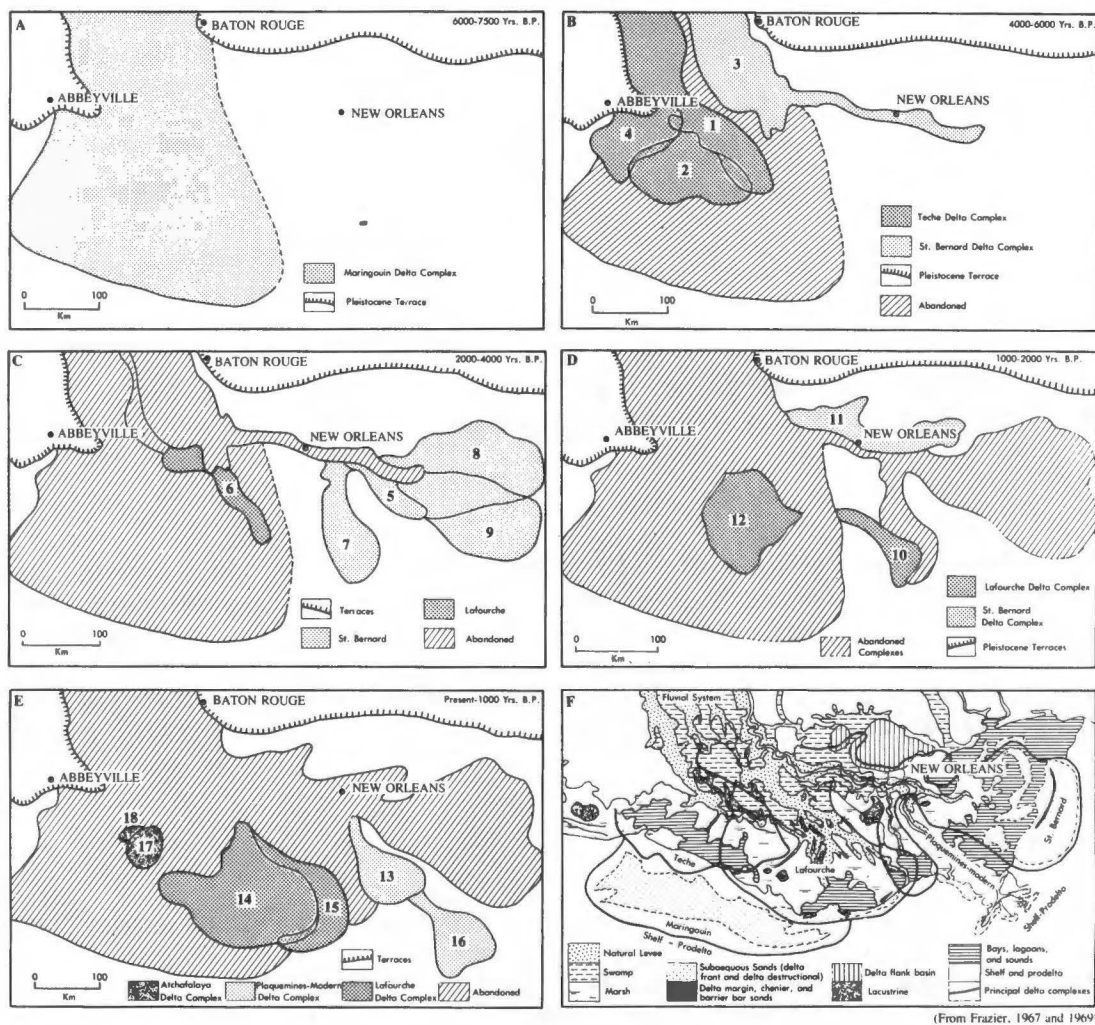 A
BATON ROUGE
6000-7500 Yrs. B.P.
ABBEYVILLE
NEW ORLEANS
Maringouin Delta Complex
Pleistocene Terrace
0 100
Km
B
BATON ROUGE
4000-6000 Yrs. B.P.
3
ABBEYVILLE
NEW ORLEANS
1
4
2
Teche Delta Complex
St. Bernard Delta Complex
Pleistocene Terrace
Abandoned
0 100
Km
C
BATON ROUGE
2000-4000 Yrs. B.P.
ABBEYVILLE
NEW ORLEANS
8
6
5
7
9
Terraces
Lafourche
St. Bernard
Abandoned
0 100
Km
D
BATON ROUGE
1000-2000 Yrs. B.P.
11
ABBEYVILLE
NEW ORLEANS
12
10
Lafourche Delta Complex
St. Bernard
Delta Complex
Abandoned
Complexes
Pleistocene Terraces
0 100
Km
E
BATON ROUGE
Present-1000 Yrs. B.P.
ABBEYVILLE
NEW ORLEANS
18
17
13
14
15
16
Terraces
0 100
Km
Atchafalaya
Delta Complex
Plaquemines-Modern
Delta Complex
Lafourche
Delta Complex
Abandoned
F
Fluvial System
NEW ORLEANS
St. Bernard
Plaquemines-modern
Teche
Lafourche
Maringouin
Shelf - Prodelta
Shelf-Prodelta
Natural Levee
Swamp
Marsh
Subaequous Sands (delta
front and delta destructional)
Delta margin, chenier, and
barrier bar sands
Delta flank basin
Lacustrine
Bays, lagoons,
and sounds
Shelf and prodelta
Principal delta complexes
(From Frazier, 1967 and 1969